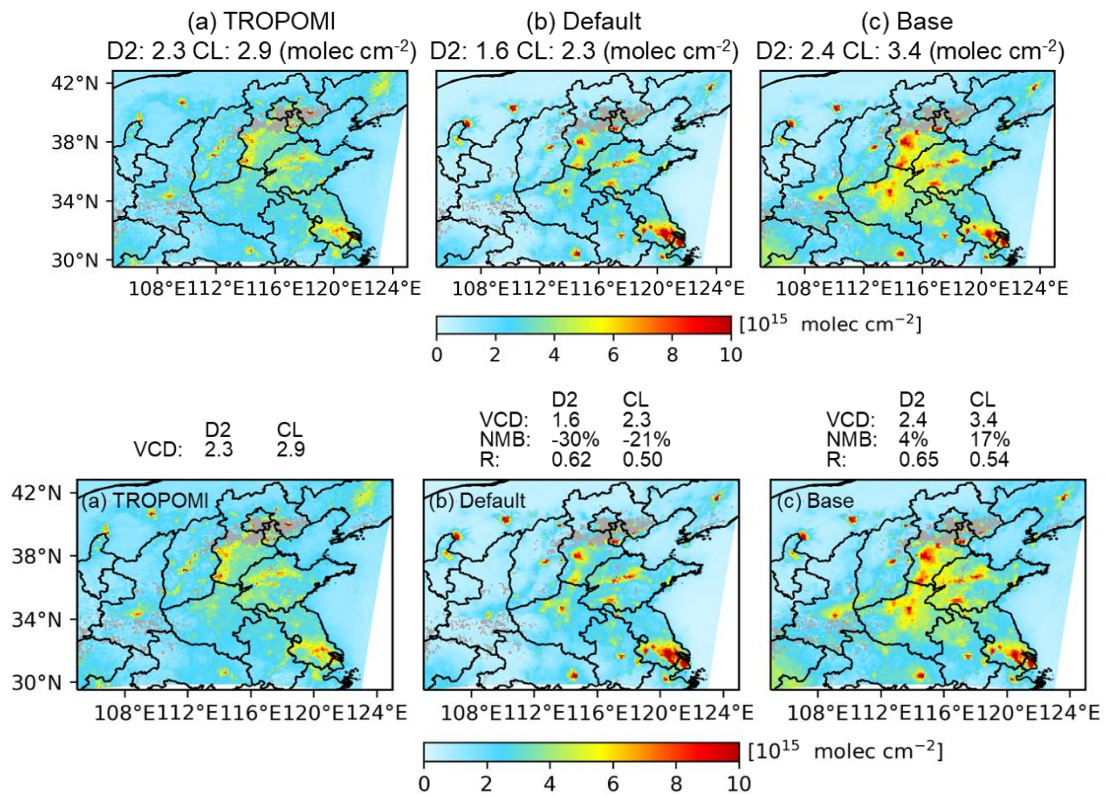 (a) TROPOMI (b) Default (c) Base
D2: 2.3 CL: 2.9 (molec cm⁻²) D2: 1.6 CL: 2.3 (molec cm⁻²) D2: 2.4 CL: 3.4 (molec cm⁻²)
42°N
38°N
34°N
30°N
108°E112°E116°E120°E124°E 108°E112°E116°E120°E124°E 108°E112°E116°E120°E124°E
[10¹⁵ molec cm⁻²]
0 2 4 6 8 10
D2 CL D2 CL
VCD: 1.6 2.3 VCD: 2.4 3.4
D2 CL NMB: -30% -21% NMB: 4% 17%
VCD: 2.3 2.9 R: 0.62 0.50 R: 0.65 0.54
42°N (a) TROPOMI (b) Default (c) Base
38°N
34°N
30°N
108°E112°E116°E120°E124°E 108°E112°E116°E120°E124°E 108°E112°E116°E120°E124°E
[10¹⁵ molec cm⁻²]
0 2 4 6 8 10